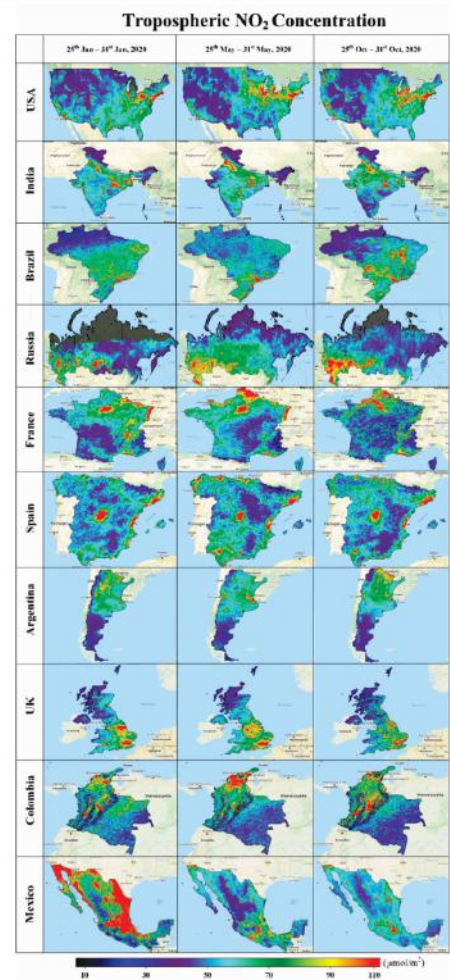 Tropospheric NO₂ Concentration
25th Jan – 31st Jan, 2020
25th May – 31st May, 2020
25th Oct – 31st Oct, 2020
USA
India
Brazil
Russia
France
Spain
Argentina
UK
Colombia
Mexico
10 30 50 70 90 110 (µmol/m²)